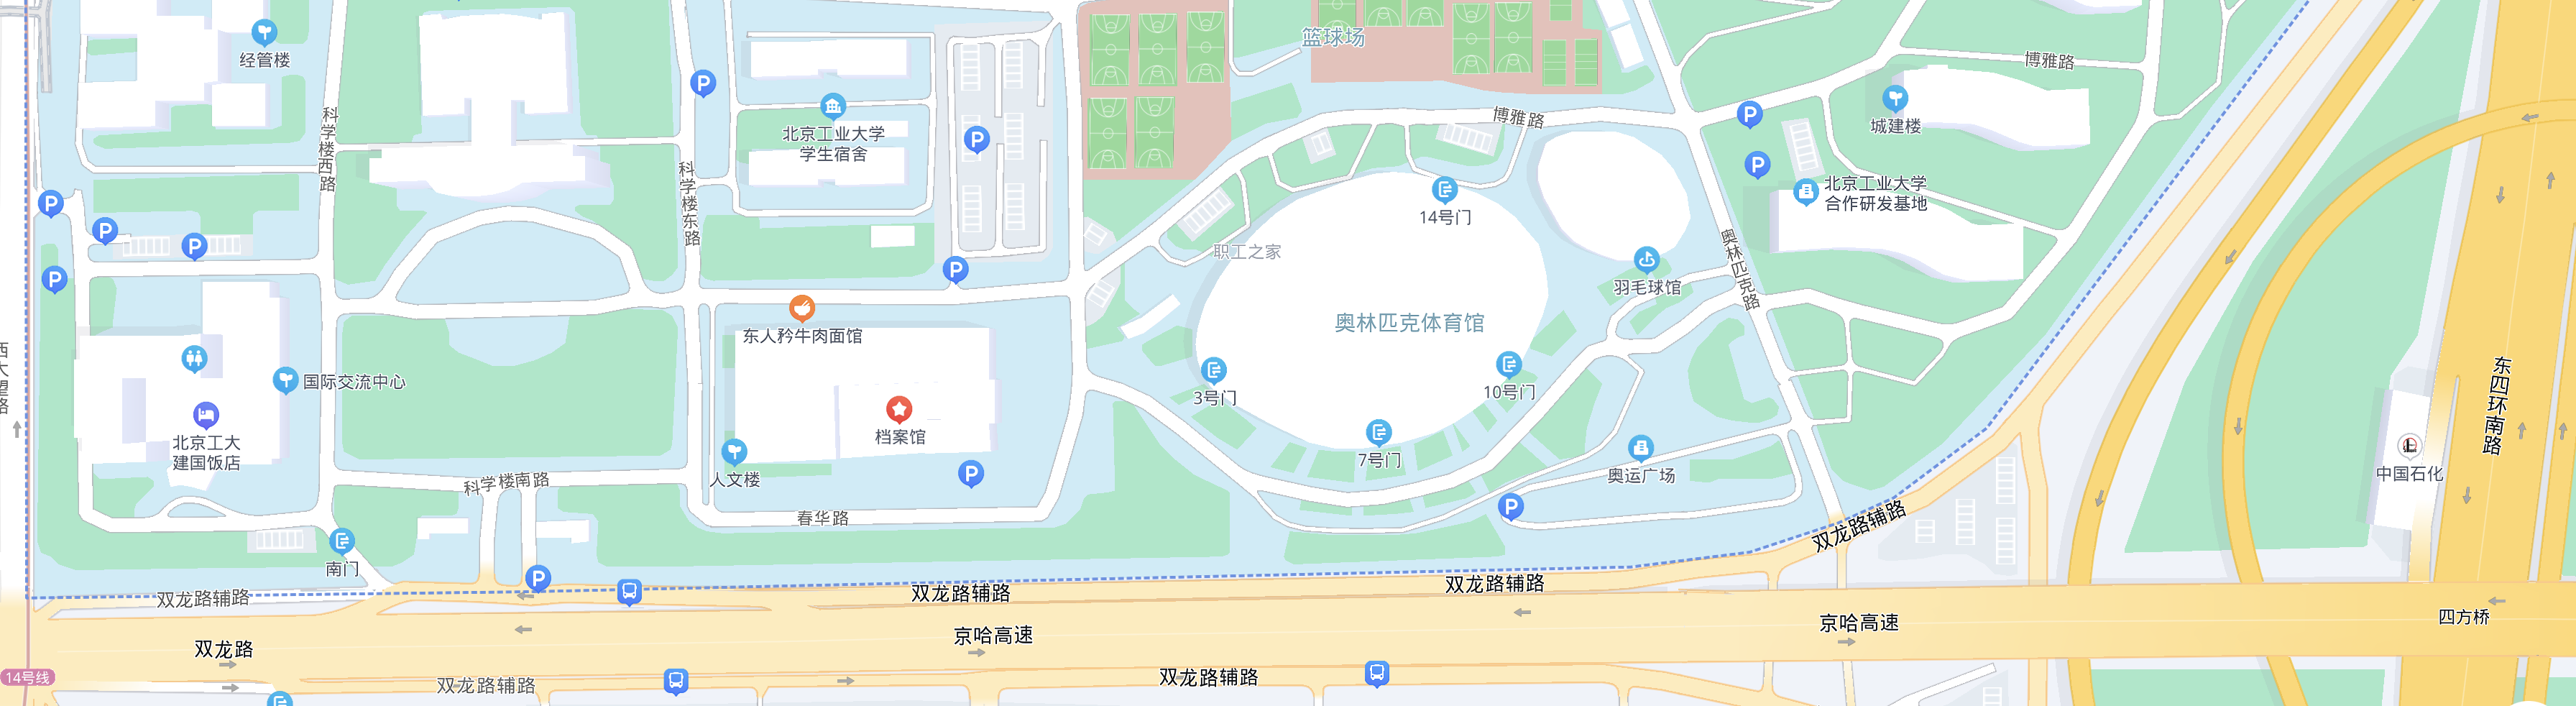 篮球场
经管楼
博雅路
城建楼
博雅路
科学楼西路
北京工业大学
学生宿舍
科学楼东路
北京工业大学
合作研发基地
14号门
职工之家
奥林匹克路
羽毛球馆
奥林匹克体育馆
东人矜牛肉面馆
国际交流中心
3号门
10号门
7号门
档案馆
北京工大
建国饭店
人文楼
奥运广场
东四环南路
中国石化
科学楼南路
春华路
南门
双龙路辅路
双龙路辅路
双龙路辅路
双龙路辅路
四方桥
京哈高速
京哈高速
双龙路
14号线
双龙路辅路
双龙路辅路
P
P
P
P
P
P
P
P
P
P
P
P
P